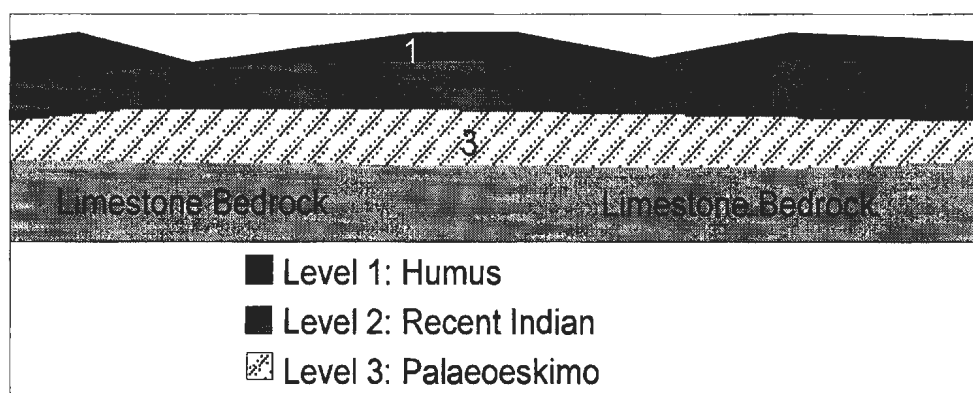 1
3
Limestone Bedrock Limestone Bedrock
Level 1: Humus
Level 2: Recent Indian
Level 3: Palaeoeskimo